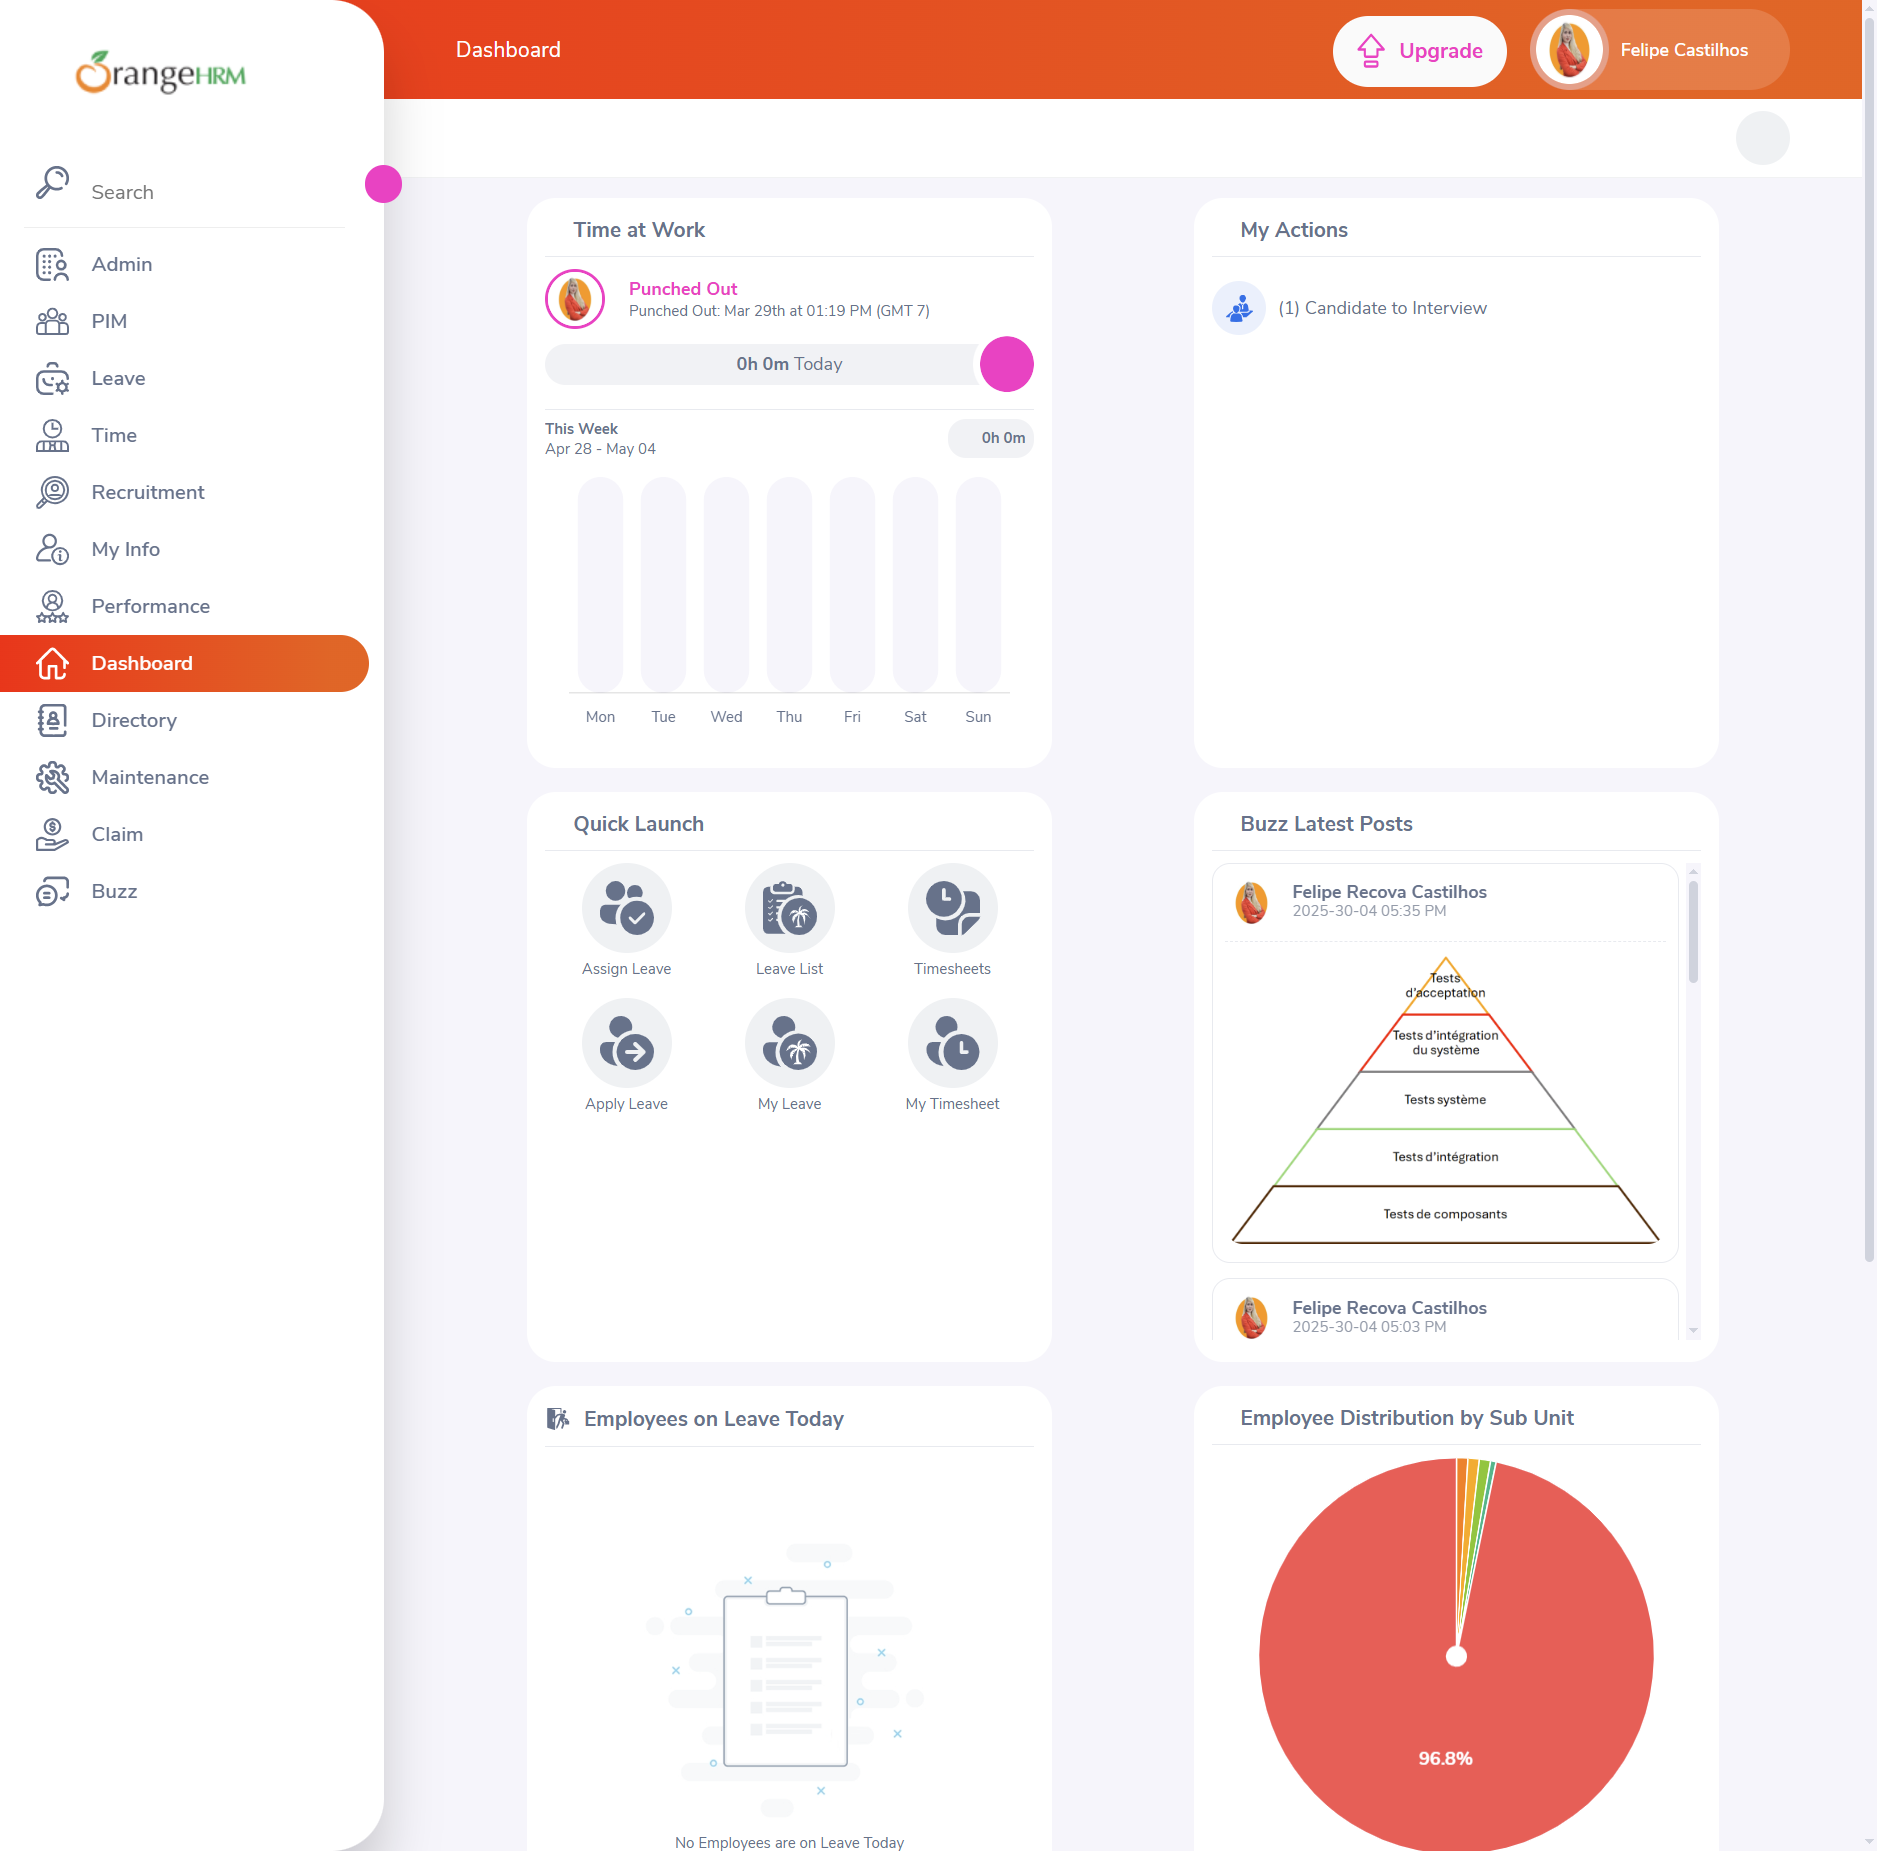 OrangeHRM
Search
Admin
PIM
Leave
Time
Recruitment
My Info
Performance
Dashboard
Directory
Maintenance
Claim
Buzz
Dashboard
Upgrade
Felipe Castilhos
Time at Work
Punched Out
Punched Out: Mar 29th at 01:19 PM (GMT 7)
0h 0m Today
This Week
Apr 28 - May 04
0h 0m
Mon Tue Wed Thu Fri Sat Sun
My Actions
(1) Candidate to Interview
Quick Launch
Assign Leave
Leave List
Timesheets
Apply Leave
My Leave
My Timesheet
Buzz Latest Posts
Felipe Recova Castilhos
2025-30-04 05:35 PM
Tests
d'acceptation
Tests d'intégration
du système
Tests système
Tests d'intégration
Tests de composants
Felipe Recova Castilhos
2025-30-04 05:03 PM
Employees on Leave Today
No Employees are on Leave Today
Employee Distribution by Sub Unit
96.8%